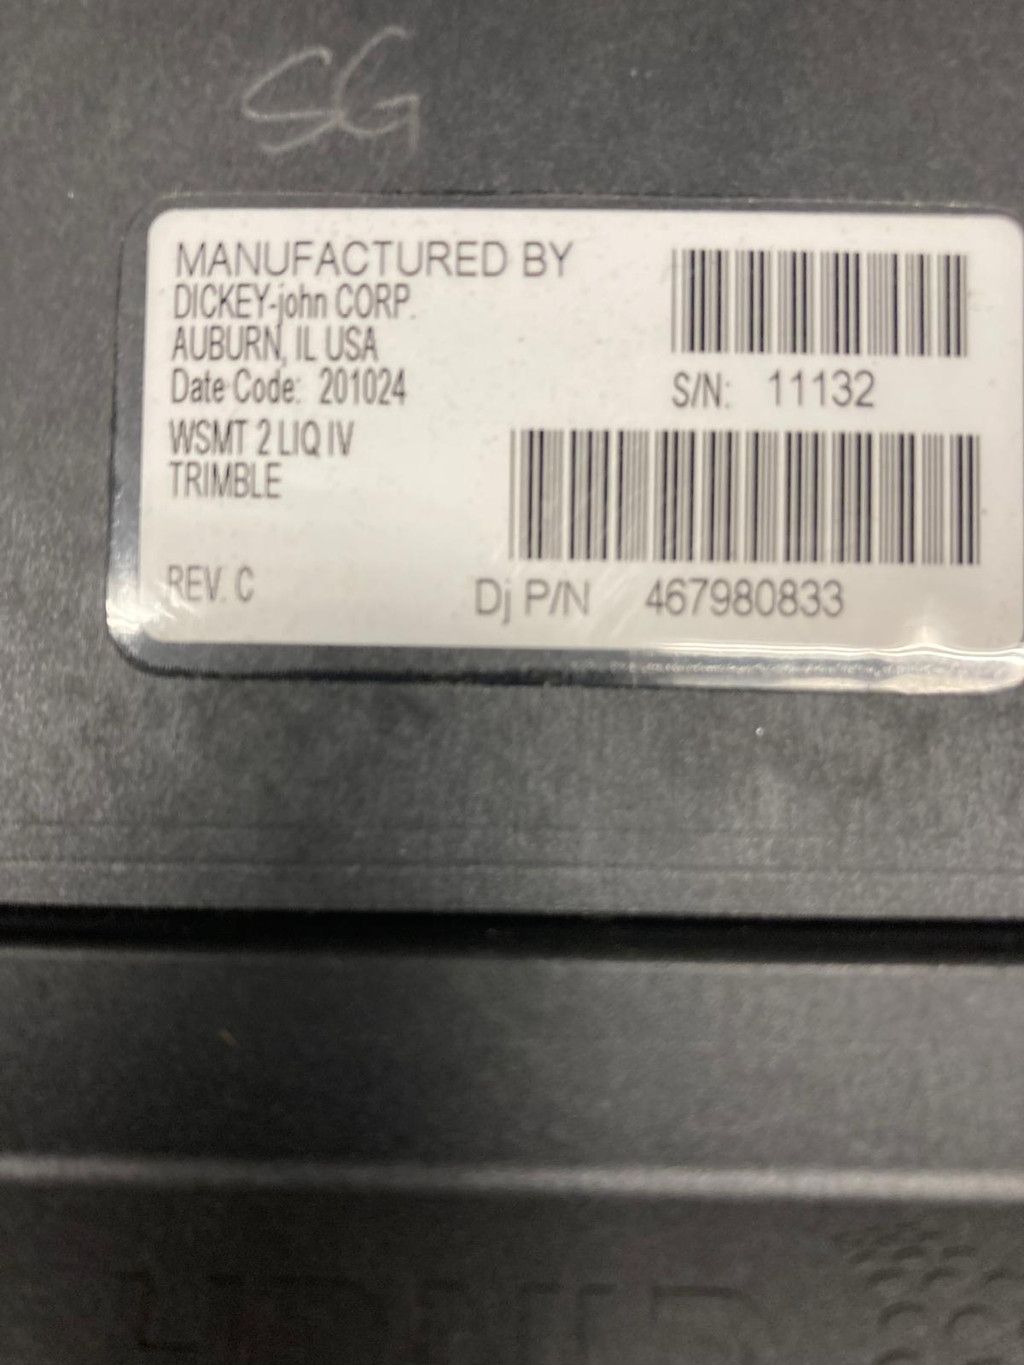 SG
MANUFACTURED BY
DICKEY-john CORP.
AUBURN, IL USA
Date Code: 201024
S/N: 11132
WSMT 2 LIQ IV
TRIMBLE
REV. C
Dj P/N 467980833